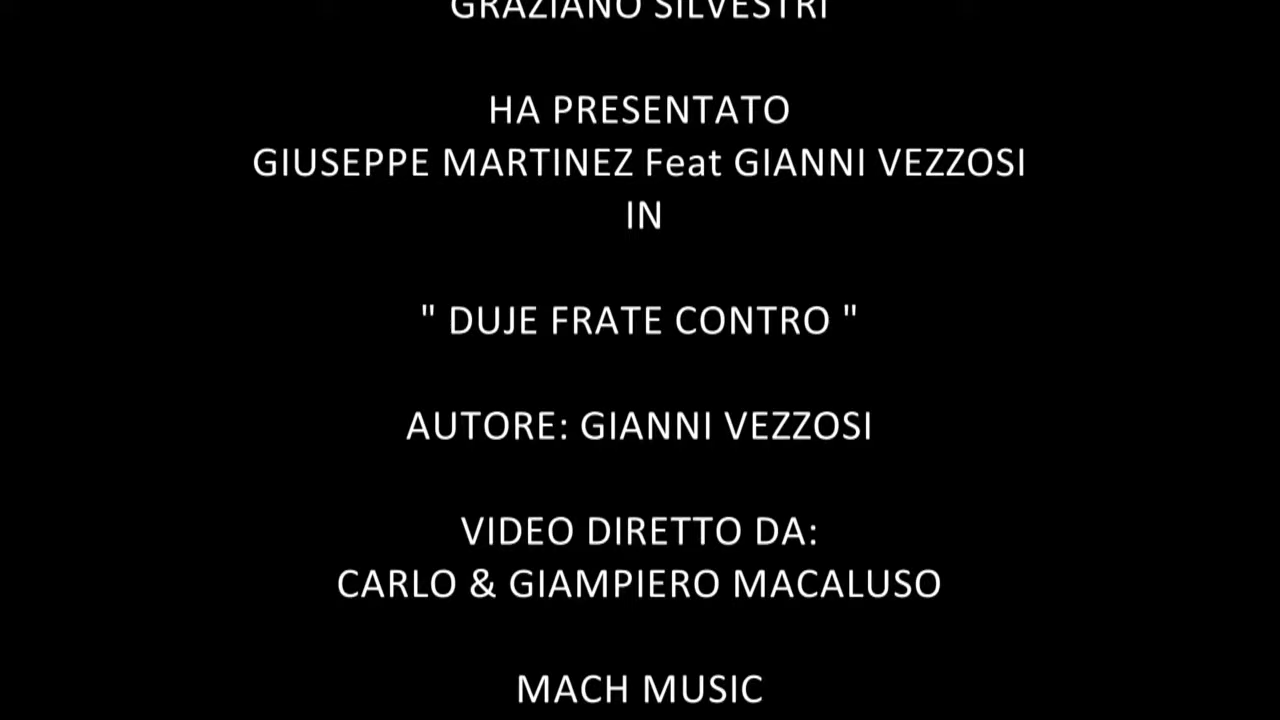 GRAZIANO SILVESTRI
HA PRESENTATO
GIUSEPPE MARTINEZ Feat GIANNI VEZZOSI
IN
" DUJE FRATE CONTRO "
AUTORE: GIANNI VEZZOSI
VIDEO DIRETTO DA:
CARLO & GIAMPIERO MACALUSO
MACH MUSIC